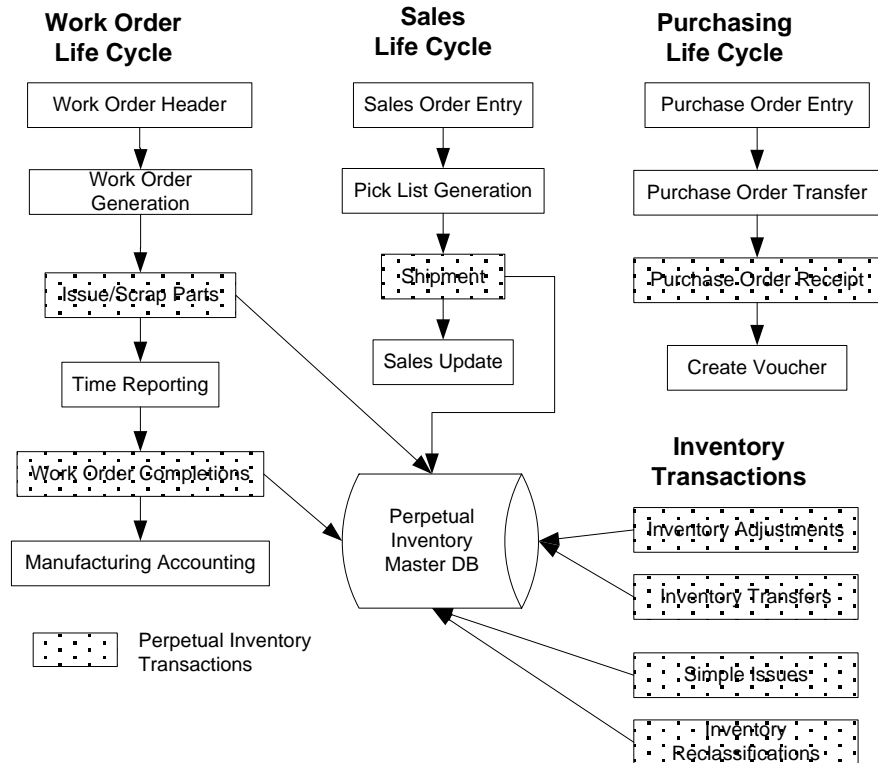 Work Order
Life Cycle
Work Order Header
Work Order
Generation
Issue/Scrap Parts
Time Reporting
Work Order Completions
Manufacturing Accounting
Perpetual Inventory
Transactions
Sales
Life Cycle
Sales Order Entry
Pick List Generation
Shipment
Sales Update
Perpetual
Inventory
Master DB
Purchasing
Life Cycle
Purchase Order Entry
Purchase Order Transfer
Purchase Order Receipt
Create Voucher
Inventory
Transactions
Inventory Adjustments
Inventory Transfers
Simple Issues
Inventory
Reclassifications